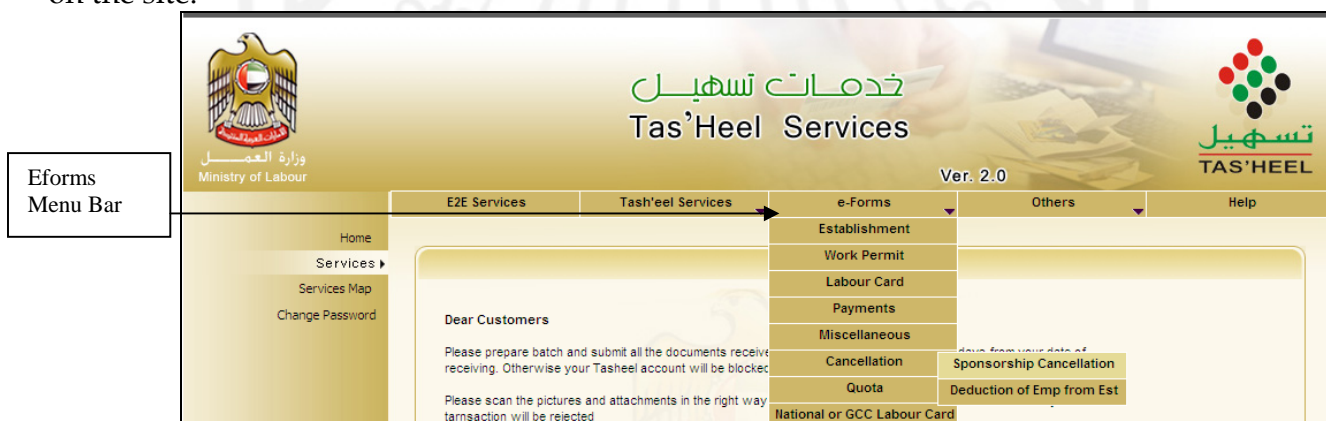 on the site.
خدمات تسهيل
Tas'Heel Services
Ver. 2.0
وزارة العمل
Ministry of Labour
تسهيل
TAS'HEEL
Eforms
Menu Bar
E2E Services
Tash'eel Services
e-Forms
Others
Help
Home
Services
Services Map
Change Password
Establishment
Work Permit
Labour Card
Payments
Miscellaneous
Cancellation
Quota
National or GCC Labour Card
Sponsorship Cancellation
Deduction of Emp from Est
Dear Customers
Please prepare batch and submit all the documents receive days from your date of
receiving. Otherwise your Tasheel account will be blocked
Please scan the pictures and attachments in the right way
tarnsaction will be rejected